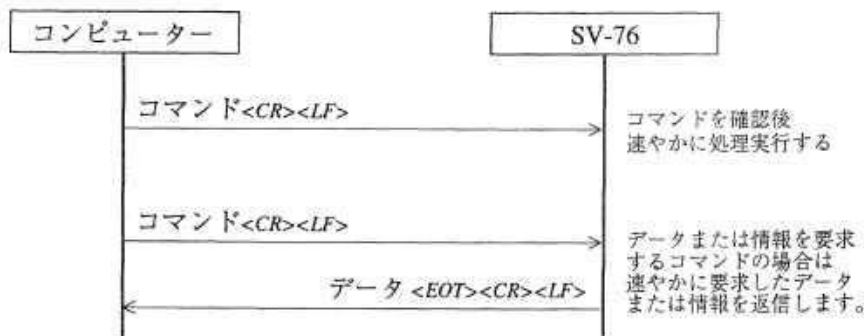 コンピューター
SV-76
コマンド<CR><LF>
コマンドを確認後
速やかに処理実行する
コマンド<CR><LF>
データまたは情報を要求
するコマンドの場合は
速やかに要求したデータ
または情報を返信します。
データ <EOT><CR><LF>